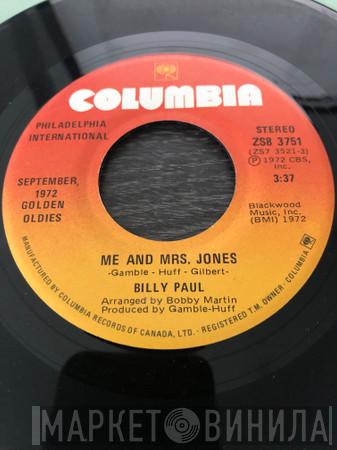 COLUMBIA
PHILADELPHIA
INTERNATIONAL
STEREO
ZS8 3751
(ZS7 3521-3)
Ⓟ 1972 CBS,
Inc.
3:37
SEPTEMBER,
1972
GOLDEN
OLDIES
Blackwood
Music, Inc.
(BMI) 1972
ME AND MRS. JONES
-Gamble - Huff - Gilbert-
BILLY PAUL
Arranged by Bobby Martin
Produced by Gamble-Huff
MANUFACTURED BY COLUMBIA RECORDS OF CANADA, LTD. - REGISTERED T.M. OWNER - COLUMBIA!
МАРКЕТ ВИНИЛА